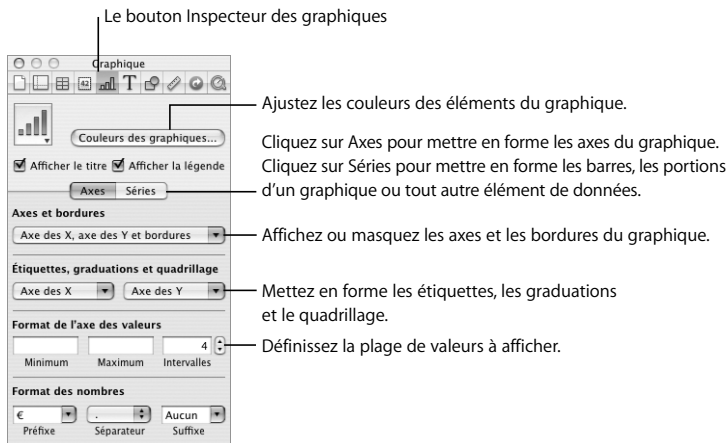 Le bouton Inspecteur des graphiques
Graphique
42
T
Couleurs des graphiques...
Afficher le titre Afficher la légende
Axes Séries
Axes et bordures
Axe des X, axe des Y et bordures
Étiquettes, graduations et quadrillage
Axe des X Axe des Y
Format de l'axe des valeurs
4
Minimum Maximum Intervalles
Format des nombres
€ . Aucun
Préfixe Séparateur Suffixe
Ajustez les couleurs des éléments du graphique.
Cliquez sur Axes pour mettre en forme les axes du graphique.
Cliquez sur Séries pour mettre en forme les barres, les portions
d'un graphique ou tout autre élément de données.
Affichez ou masquez les axes et les bordures du graphique.
Mettez en forme les étiquettes, les graduations
et le quadrillage.
Définissez la plage de valeurs à afficher.